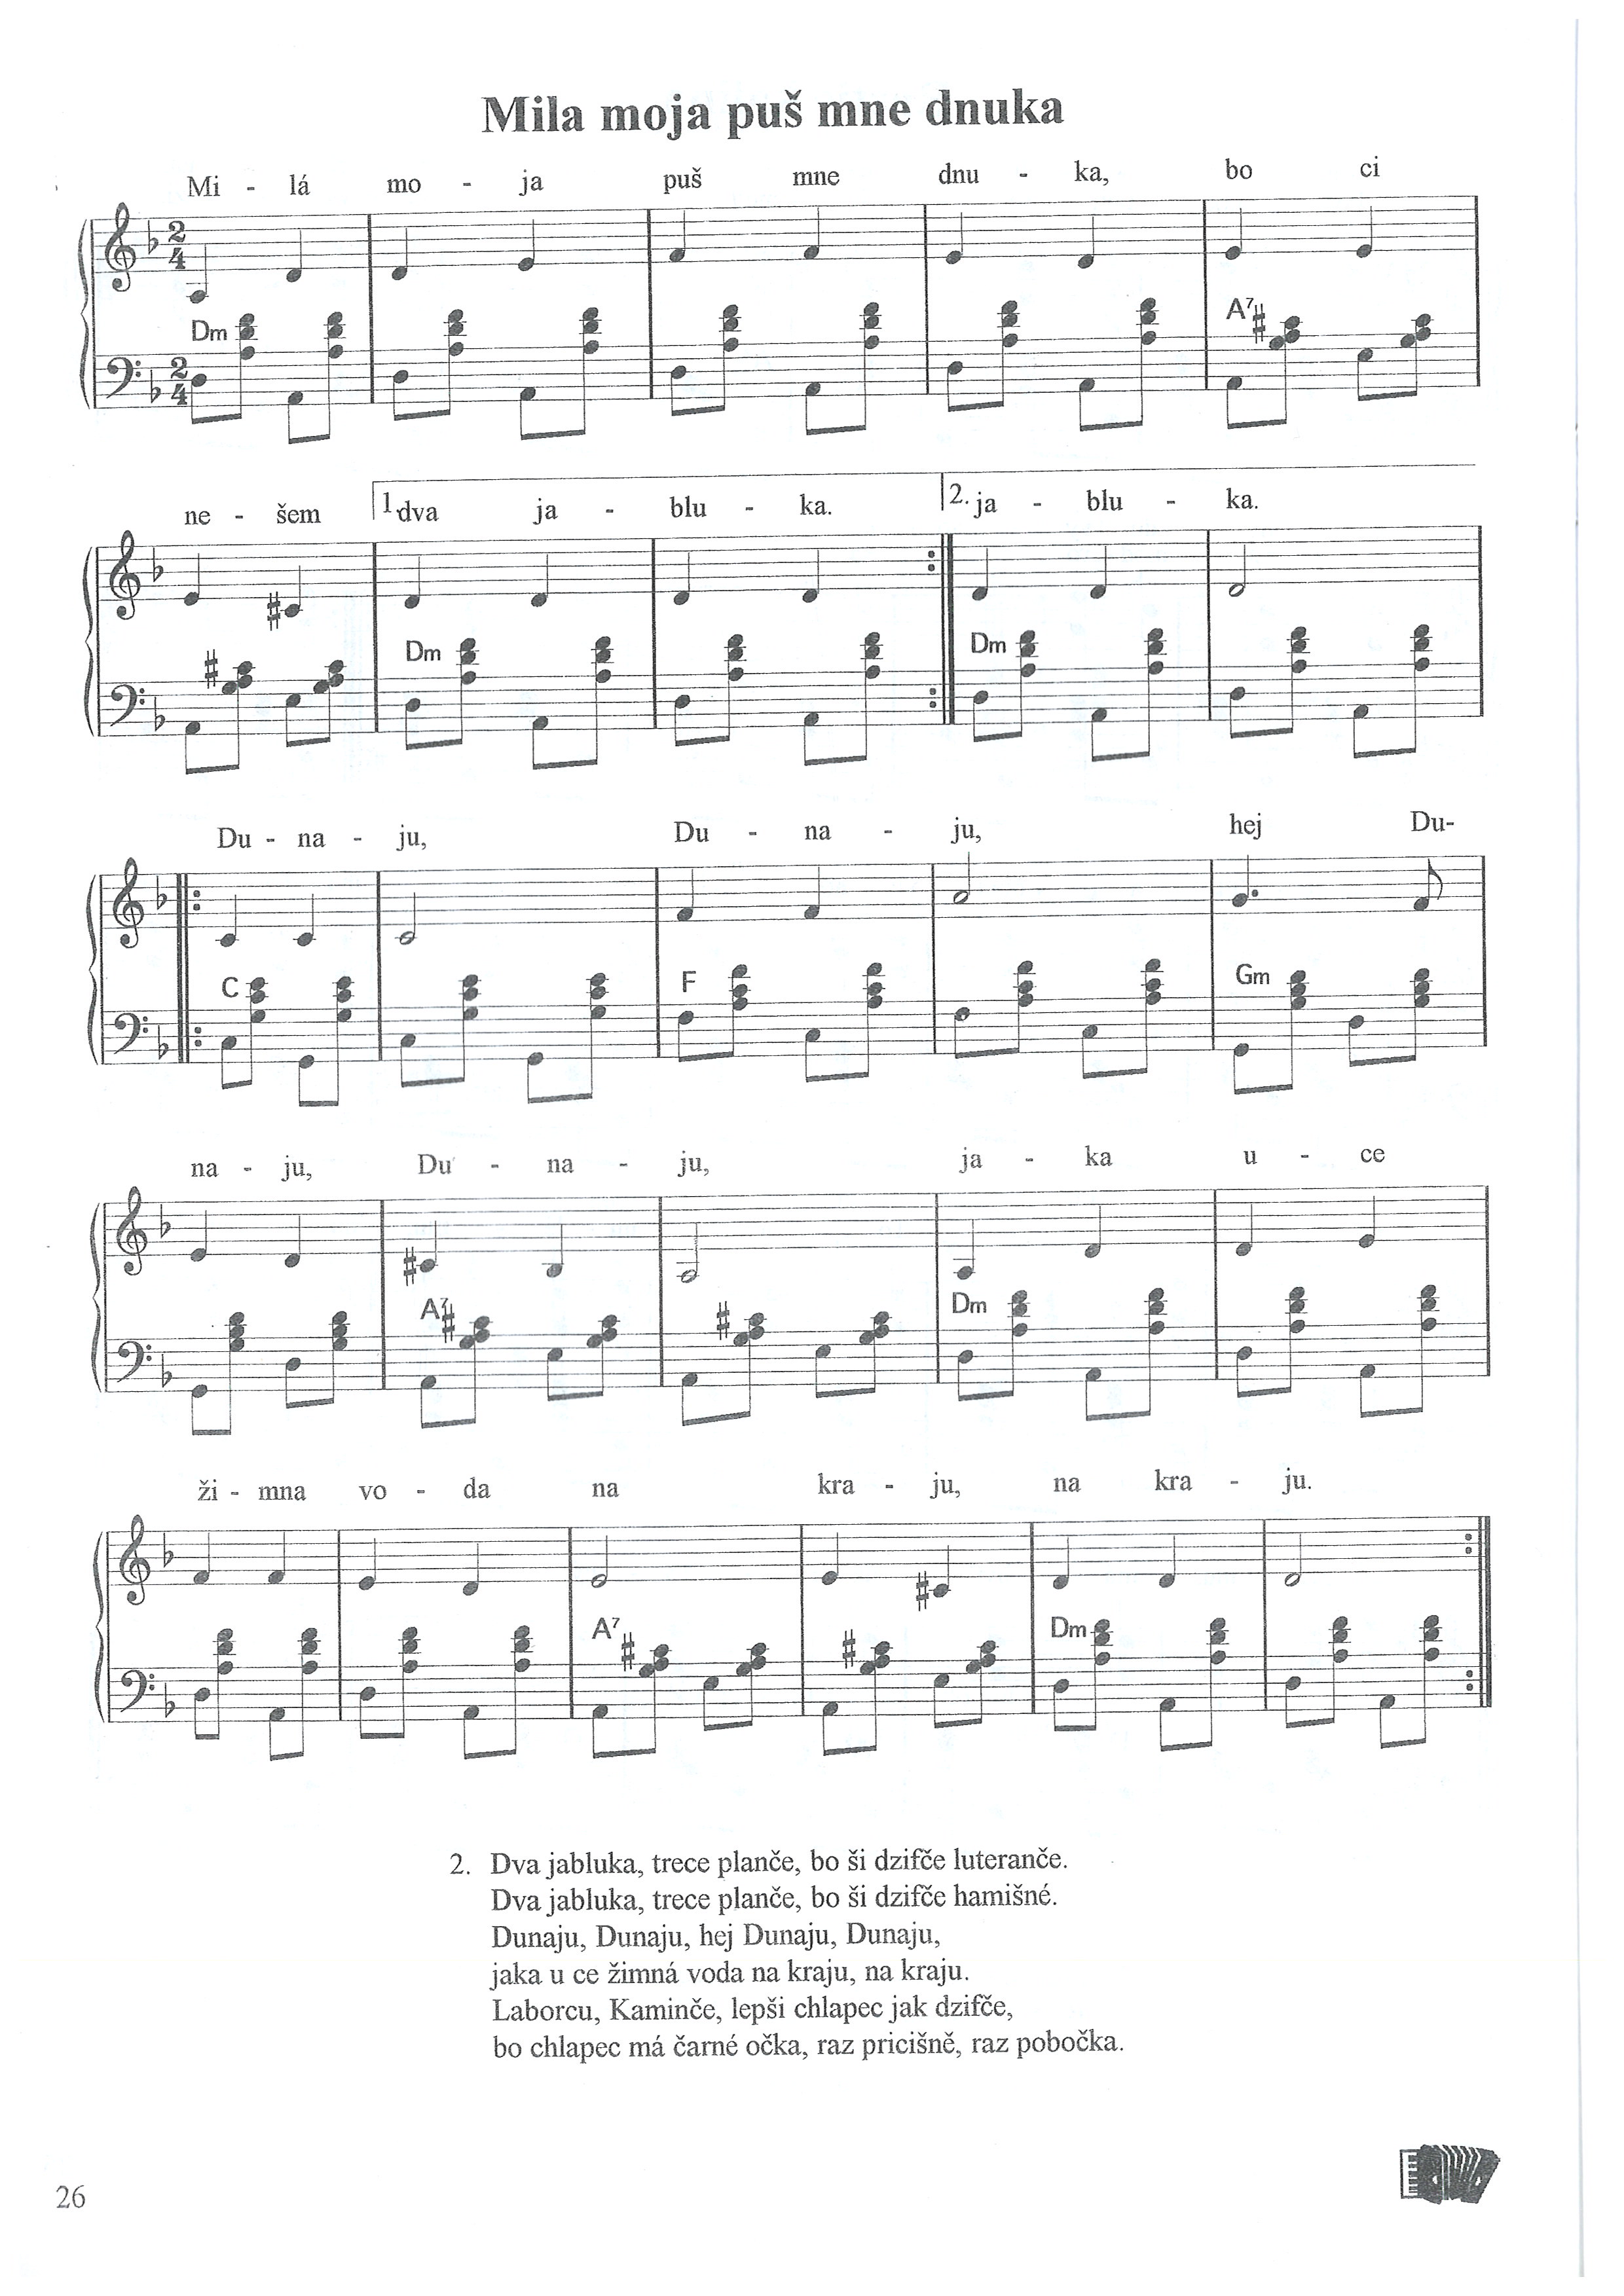 Mila moja puš mne dnuka
Mi - lá mo - ja puš mne dnu - ka, bo ci
2 4
Dm A7
2 4
ne - šem 1. dva ja - blu - ka. 2. ja - blu - ka.
Dm Dm
Du - na - ju, Du - na - ju, hej Du-
C F Gm
na - ju, Du - na - ju, ja - ka u - ce
A7 Dm
ži - mna vo - da na kra - ju, na kra - ju.
A7 Dm
2. Dva jabluka, trece planče, bo ši dzifče luteranče.
Dva jabluka, trece planče, bo ši dzifče hamišné.
Dunaju, Dunaju, hej Dunaju, Dunaju,
jaka u ce žimná voda na kraju, na kraju.
Laborcu, Kaminče, lepši chlapec jak dzifče,
bo chlapec má čarné očka, raz pricišně, raz pobočka.
26